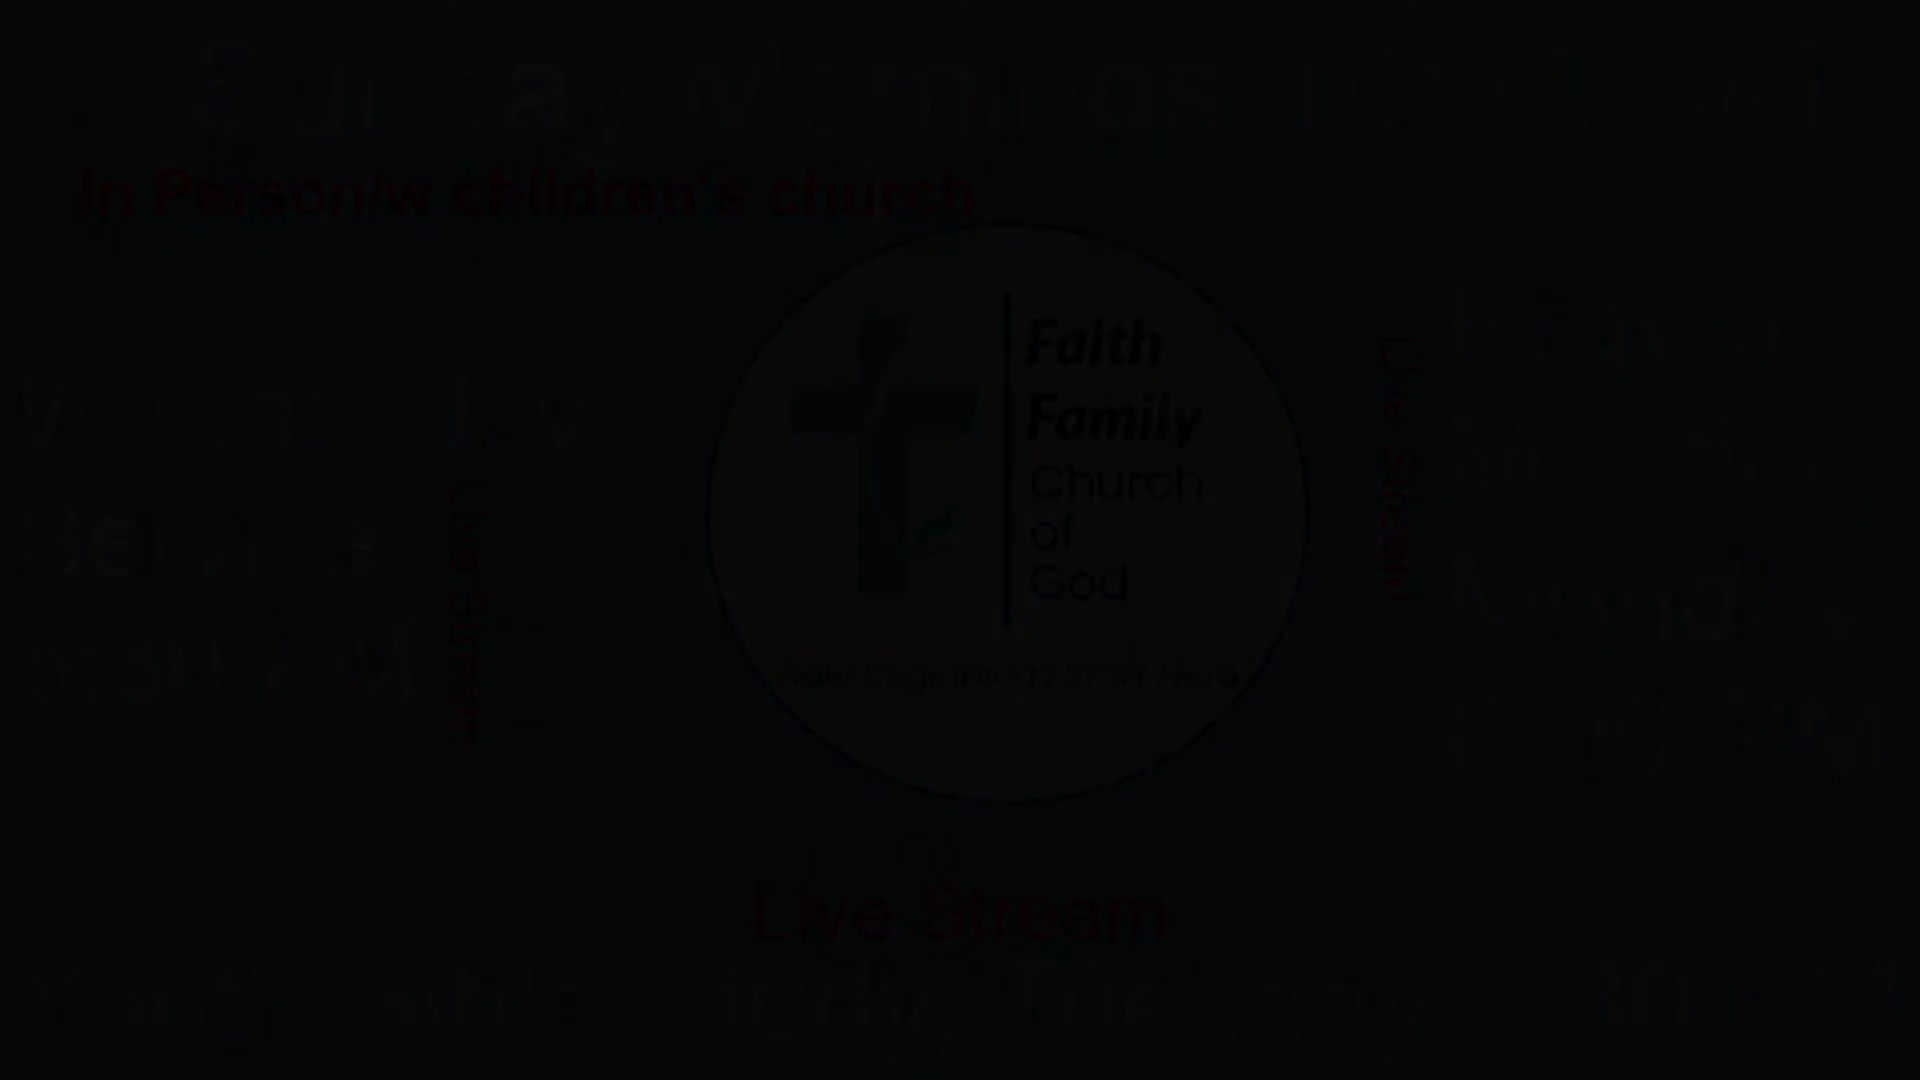 Sunday Mornings 10:45 AM
In Person/w children's church
Wednesday
Service
6:30 PM
Live Stream
Faith
Family
Church
of
God
New Beginnings Start Here
Live Stream
Prayer
Meeting
Monday
6:00 PM
Live Stream
Youth Bible Study, Tuesday 6:30 PM